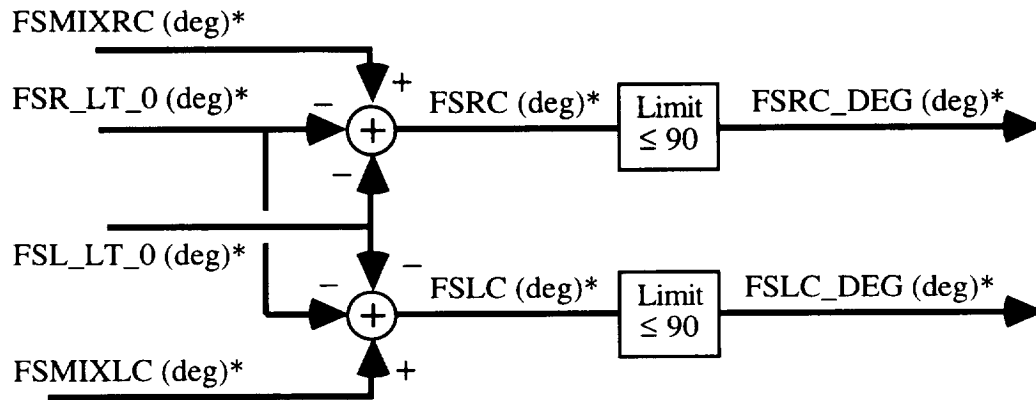 FSMIXRC (deg)*
+
FSR_LT_0 (deg)*
−
+
FSRC (deg)*
Limit
≤ 90
FSRC_DEG (deg)*
−
FSL_LT_0 (deg)*
−
−
+
FSLC (deg)*
Limit
≤ 90
FSLC_DEG (deg)*
FSMIXLC (deg)*
+